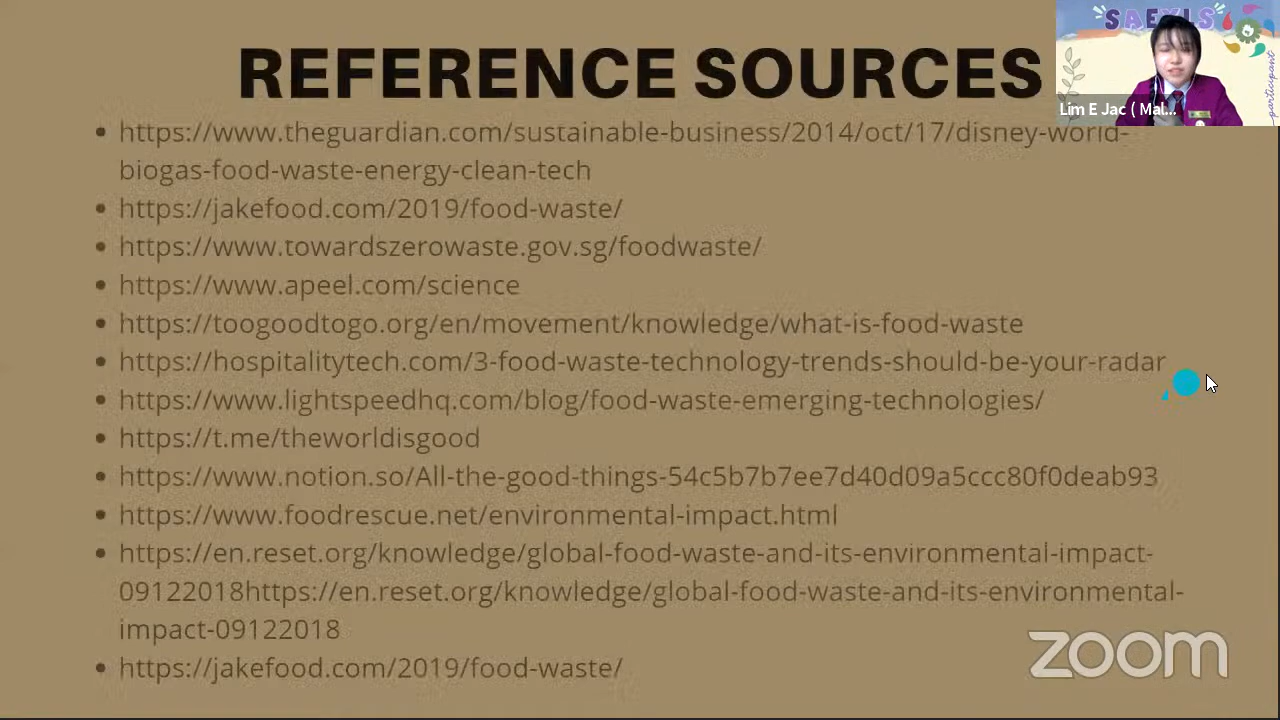 REFERENCE SOURCES
SAEXIS
participant
Lim E Jac ( Mal...
• https://www.theguardian.com/sustainable-business/2014/oct/17/disney-world-
biogas-food-waste-energy-clean-tech
• https://jakefood.com/2019/food-waste/
• https://www.towardszerowaste.gov.sg/foodwaste/
• https://www.apeel.com/science
• https://toogoodtogo.org/en/movement/knowledge/what-is-food-waste
• https://hospitalitytech.com/3-food-waste-technology-trends-should-be-your-radar
• https://www.lightspeedhq.com/blog/food-waste-emerging-technologies/
• https://t.me/theworldisgood
• https://www.notion.so/All-the-good-things-54c5b7b7ee7d40d09a5ccc80f0deab93
• https://www.foodrescue.net/environmental-impact.html
• https://en.reset.org/knowledge/global-food-waste-and-its-environmental-impact-
09122018https://en.reset.org/knowledge/global-food-waste-and-its-environmental-
impact-09122018
• https://jakefood.com/2019/food-waste/
zoom